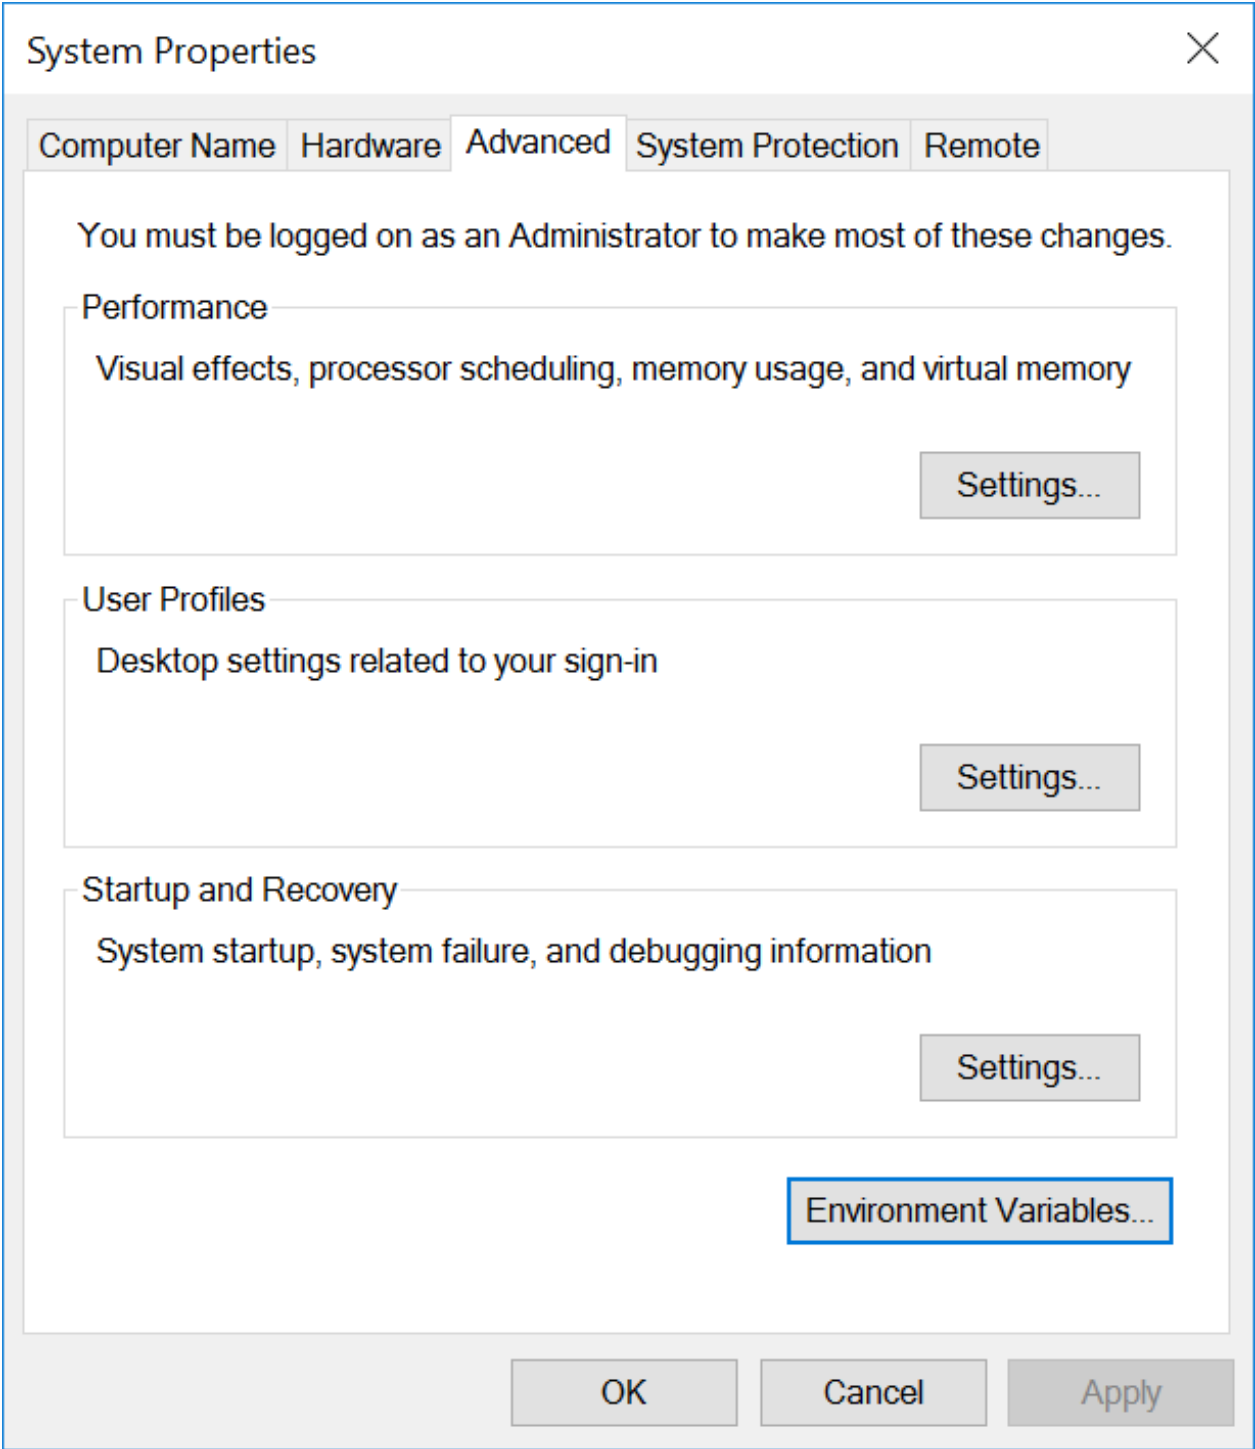 System Properties
Computer Name Hardware Advanced System Protection Remote
You must be logged on as an Administrator to make most of these changes.
Performance
Visual effects, processor scheduling, memory usage, and virtual memory
Settings...
User Profiles
Desktop settings related to your sign-in
Settings...
Startup and Recovery
System startup, system failure, and debugging information
Settings...
Environment Variables...
OK Cancel Apply